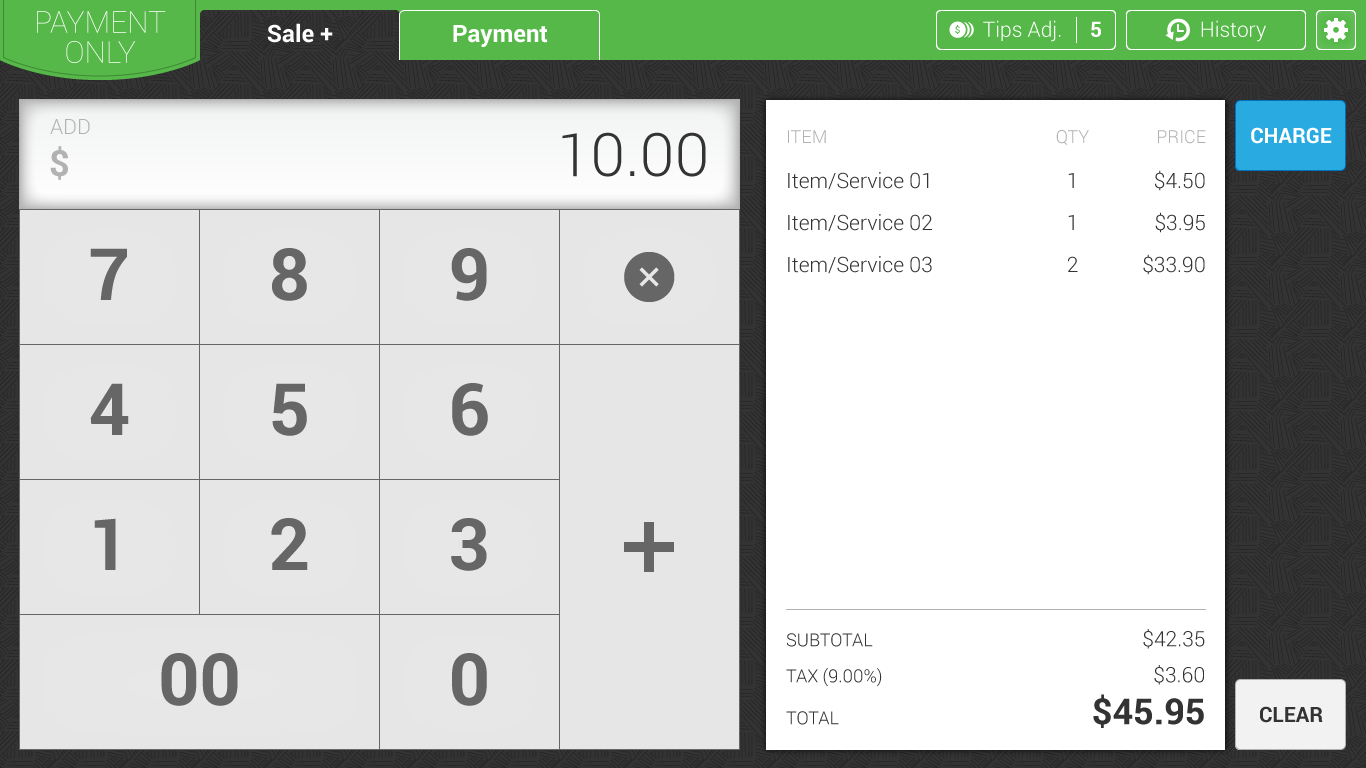 PAYMENT
ONLY
Sale +
Payment
Tips Adj. 5
History
ADD
$ 10.00
7 8 9
4 5 6
1 2 3
+
00 0
ITEM QTY PRICE
Item/Service 01 1 $4.50
Item/Service 02 1 $3.95
Item/Service 03 2 $33.90
SUBTOTAL $42.35
TAX (9.00%) $3.60
TOTAL $45.95
CHARGE
CLEAR